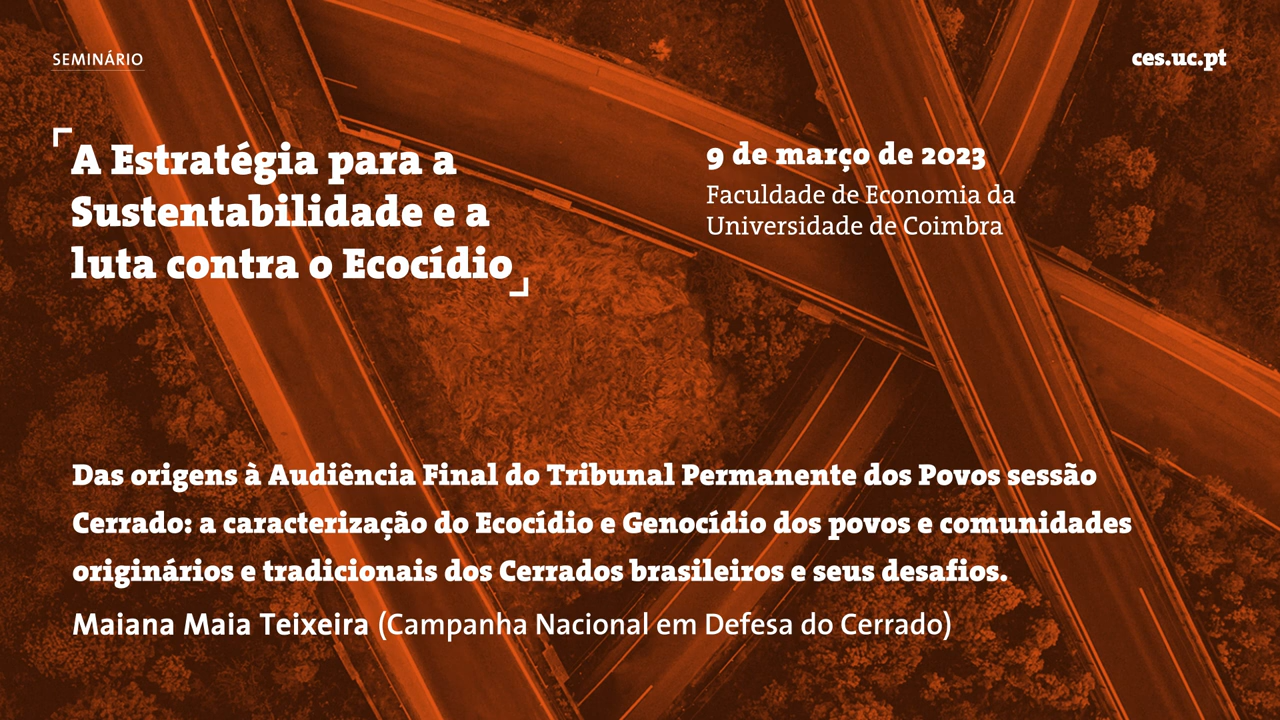 SEMINÁRIO
ces.uc.pt
A Estratégia para a
Sustentabilidade e a
luta contra o Ecocídio
9 de março de 2023
Faculdade de Economia da
Universidade de Coimbra
Das origens à Audiência Final do Tribunal Permanente dos Povos sessão
Cerrado: a caracterização do Ecocídio e Genocídio dos povos e comunidades
originários e tradicionais dos Cerrados brasileiros e seus desafios.
Maiana Maia Teixeira (Campanha Nacional em Defesa do Cerrado)